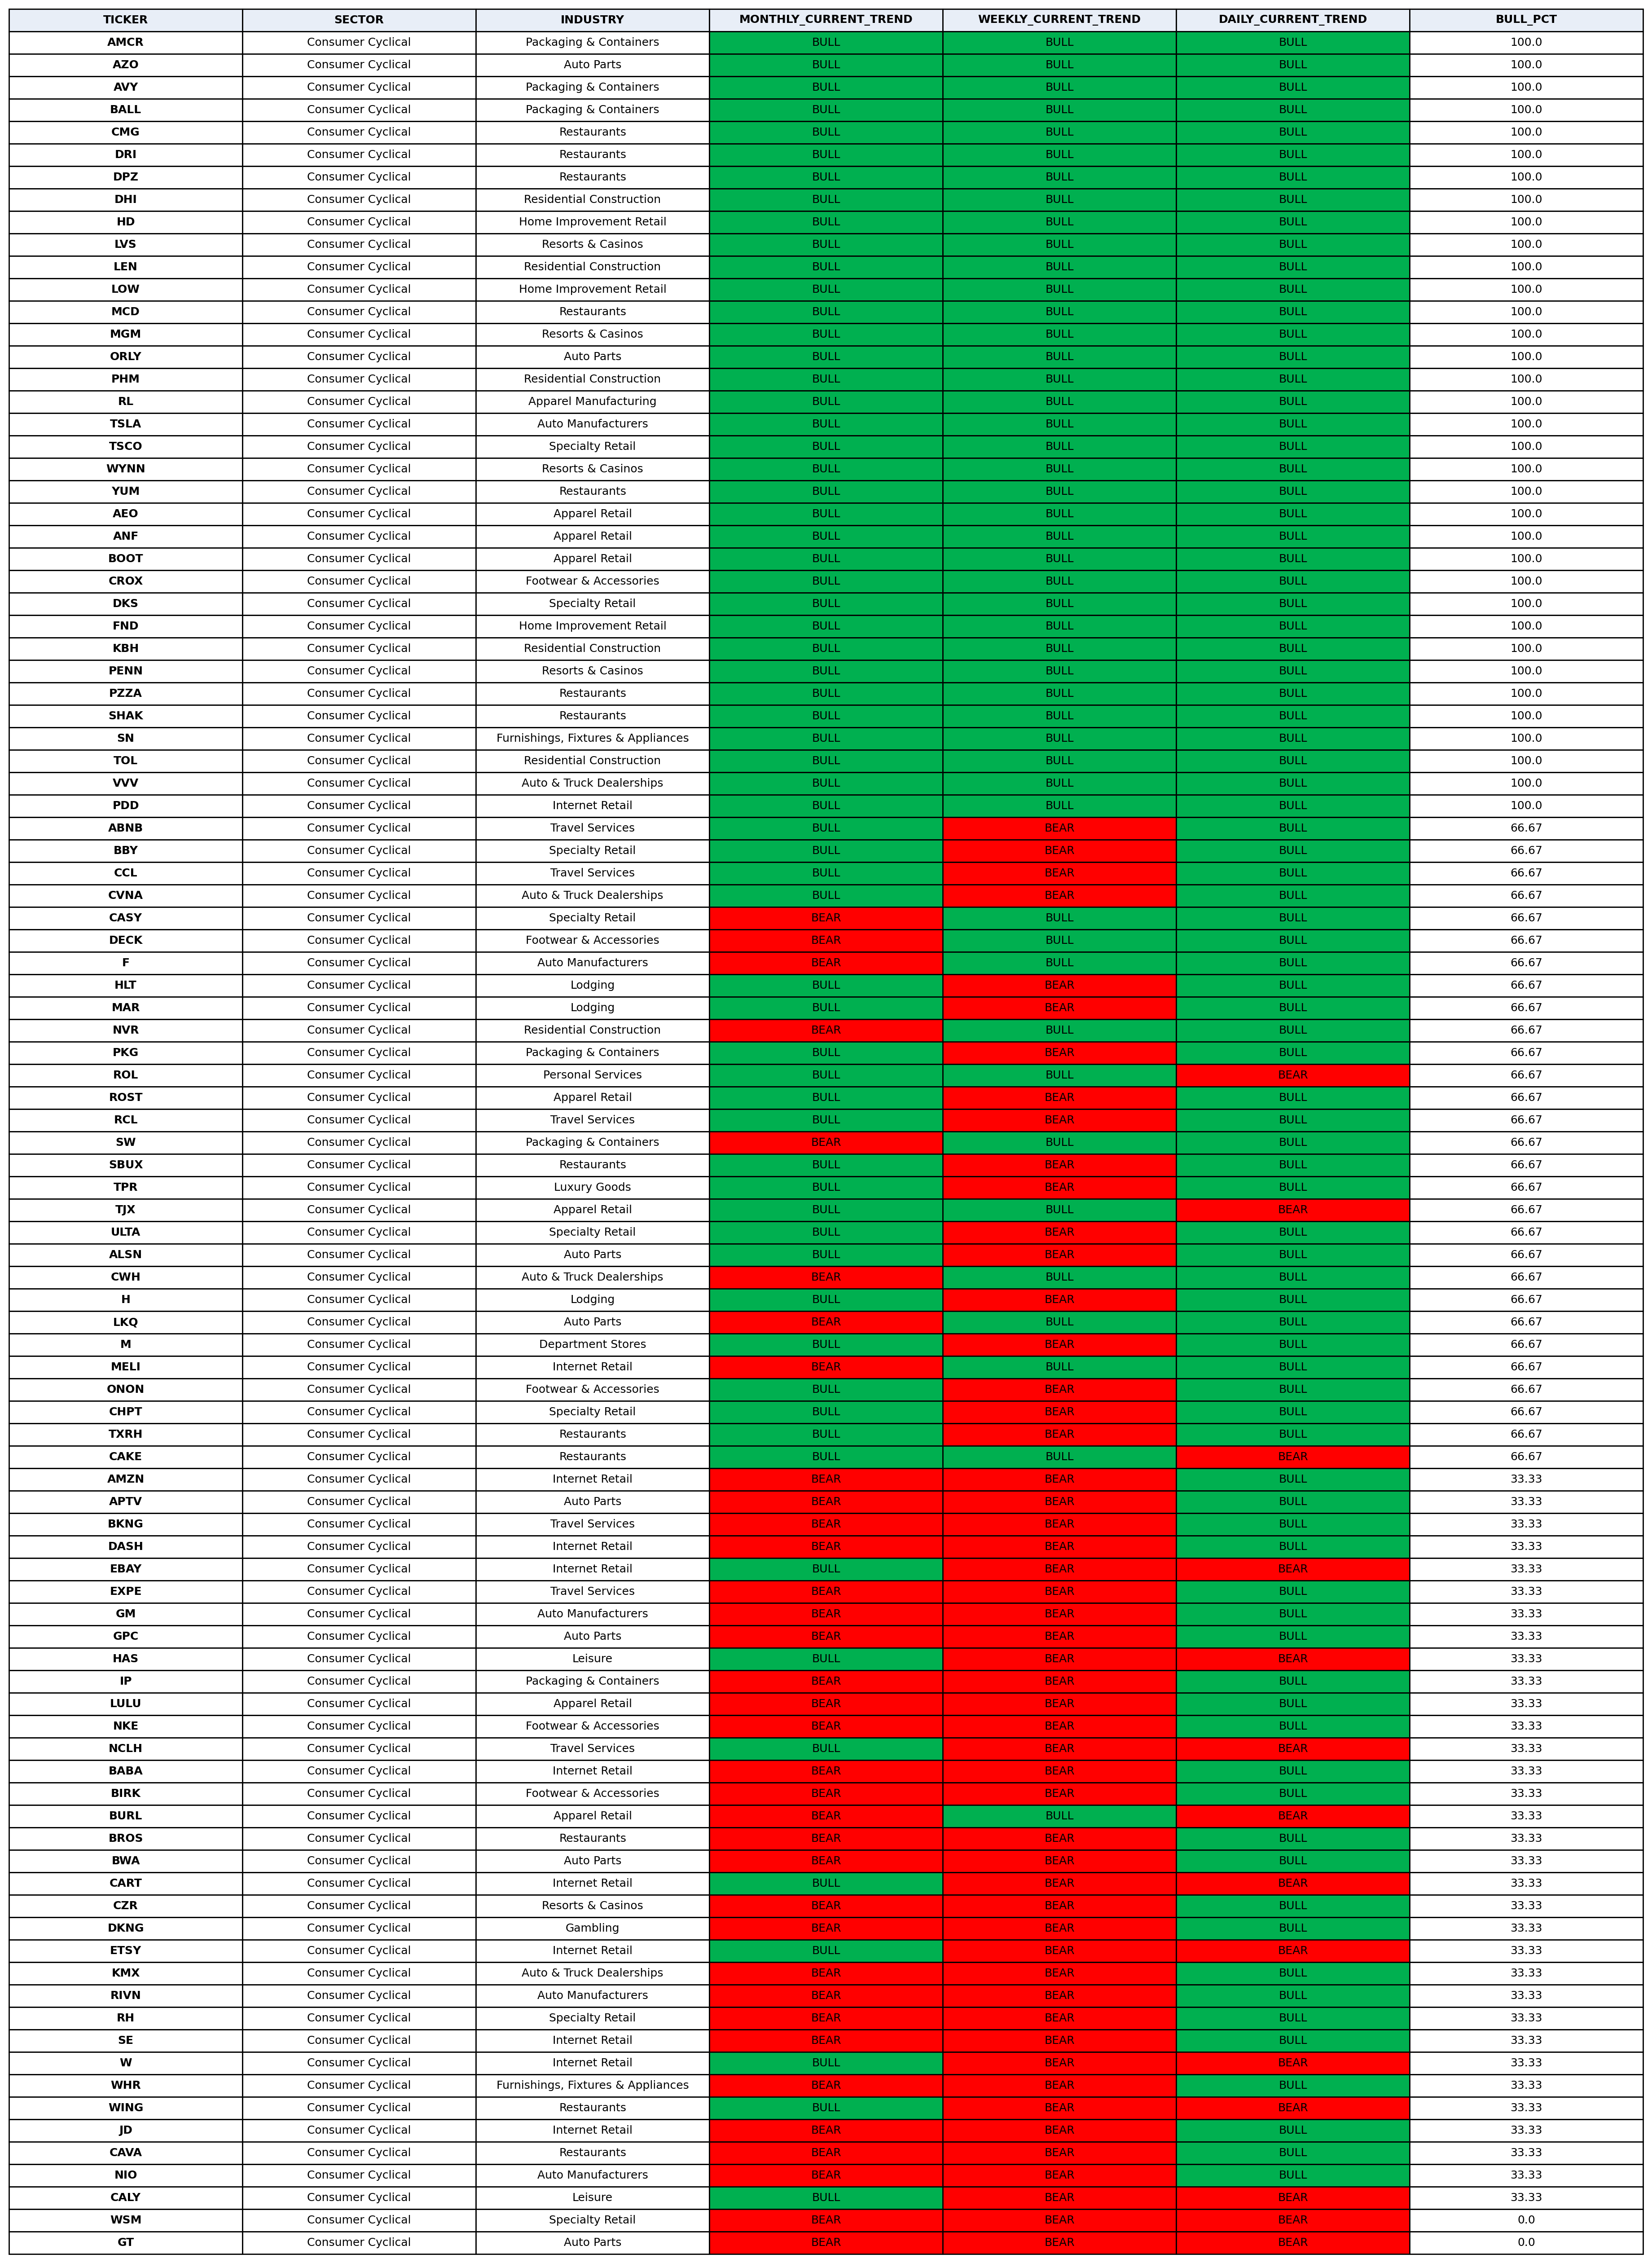 TICKER SECTOR INDUSTRY MONTHLY_CURRENT_TREND WEEKLY_CURRENT_TREND DAILY_CURRENT_TREND BULL_PCT
AMCR Consumer Cyclical Packaging & Containers BULL BULL BULL 100.0
AZO Consumer Cyclical Auto Parts BULL BULL BULL 100.0
AVY Consumer Cyclical Packaging & Containers BULL BULL BULL 100.0
BALL Consumer Cyclical Packaging & Containers BULL BULL BULL 100.0
CMG Consumer Cyclical Restaurants BULL BULL BULL 100.0
DRI Consumer Cyclical Restaurants BULL BULL BULL 100.0
DPZ Consumer Cyclical Restaurants BULL BULL BULL 100.0
DHI Consumer Cyclical Residential Construction BULL BULL BULL 100.0
HD Consumer Cyclical Home Improvement Retail BULL BULL BULL 100.0
LVS Consumer Cyclical Resorts & Casinos BULL BULL BULL 100.0
LEN Consumer Cyclical Residential Construction BULL BULL BULL 100.0
LOW Consumer Cyclical Home Improvement Retail BULL BULL BULL 100.0
MCD Consumer Cyclical Restaurants BULL BULL BULL 100.0
MGM Consumer Cyclical Resorts & Casinos BULL BULL BULL 100.0
ORLY Consumer Cyclical Auto Parts BULL BULL BULL 100.0
PHM Consumer Cyclical Residential Construction BULL BULL BULL 100.0
RL Consumer Cyclical Apparel Manufacturing BULL BULL BULL 100.0
TSLA Consumer Cyclical Auto Manufacturers BULL BULL BULL 100.0
TSCO Consumer Cyclical Specialty Retail BULL BULL BULL 100.0
WYNN Consumer Cyclical Resorts & Casinos BULL BULL BULL 100.0
YUM Consumer Cyclical Restaurants BULL BULL BULL 100.0
AEO Consumer Cyclical Apparel Retail BULL BULL BULL 100.0
ANF Consumer Cyclical Apparel Retail BULL BULL BULL 100.0
BOOT Consumer Cyclical Apparel Retail BULL BULL BULL 100.0
CROX Consumer Cyclical Footwear & Accessories BULL BULL BULL 100.0
DKS Consumer Cyclical Specialty Retail BULL BULL BULL 100.0
FND Consumer Cyclical Home Improvement Retail BULL BULL BULL 100.0
KBH Consumer Cyclical Residential Construction BULL BULL BULL 100.0
PENN Consumer Cyclical Resorts & Casinos BULL BULL BULL 100.0
PZZA Consumer Cyclical Restaurants BULL BULL BULL 100.0
SHAK Consumer Cyclical Restaurants BULL BULL BULL 100.0
SN Consumer Cyclical Furnishings, Fixtures & Appliances BULL BULL BULL 100.0
TOL Consumer Cyclical Residential Construction BULL BULL BULL 100.0
VVV Consumer Cyclical Auto & Truck Dealerships BULL BULL BULL 100.0
PDD Consumer Cyclical Internet Retail BULL BULL BULL 100.0
ABNB Consumer Cyclical Travel Services BULL BEAR BULL 66.67
BBY Consumer Cyclical Specialty Retail BULL BEAR BULL 66.67
CCL Consumer Cyclical Travel Services BULL BEAR BULL 66.67
CVNA Consumer Cyclical Auto & Truck Dealerships BULL BEAR BULL 66.67
CASY Consumer Cyclical Specialty Retail BEAR BULL BULL 66.67
DECK Consumer Cyclical Footwear & Accessories BEAR BULL BULL 66.67
F Consumer Cyclical Auto Manufacturers BEAR BULL BULL 66.67
HLT Consumer Cyclical Lodging BULL BEAR BULL 66.67
MAR Consumer Cyclical Lodging BULL BEAR BULL 66.67
NVR Consumer Cyclical Residential Construction BEAR BULL BULL 66.67
PKG Consumer Cyclical Packaging & Containers BULL BEAR BULL 66.67
ROL Consumer Cyclical Personal Services BULL BULL BEAR 66.67
ROST Consumer Cyclical Apparel Retail BULL BEAR BULL 66.67
RCL Consumer Cyclical Travel Services BULL BEAR BULL 66.67
SW Consumer Cyclical Packaging & Containers BEAR BULL BULL 66.67
SBUX Consumer Cyclical Restaurants BULL BEAR BULL 66.67
TPR Consumer Cyclical Luxury Goods BULL BEAR BULL 66.67
TJX Consumer Cyclical Apparel Retail BULL BULL BEAR 66.67
ULTA Consumer Cyclical Specialty Retail BULL BEAR BULL 66.67
ALSN Consumer Cyclical Auto Parts BULL BEAR BULL 66.67
CWH Consumer Cyclical Auto & Truck Dealerships BEAR BULL BULL 66.67
H Consumer Cyclical Lodging BULL BEAR BULL 66.67
LKQ Consumer Cyclical Auto Parts BEAR BULL BULL 66.67
M Consumer Cyclical Department Stores BULL BEAR BULL 66.67
MELI Consumer Cyclical Internet Retail BEAR BULL BULL 66.67
ONON Consumer Cyclical Footwear & Accessories BULL BEAR BULL 66.67
CHPT Consumer Cyclical Specialty Retail BULL BEAR BULL 66.67
TXRH Consumer Cyclical Restaurants BULL BEAR BULL 66.67
CAKE Consumer Cyclical Restaurants BULL BULL BEAR 66.67
AMZN Consumer Cyclical Internet Retail BEAR BEAR BULL 33.33
APTV Consumer Cyclical Auto Parts BEAR BEAR BULL 33.33
BKNG Consumer Cyclical Travel Services BEAR BEAR BULL 33.33
DASH Consumer Cyclical Internet Retail BEAR BEAR BULL 33.33
EBAY Consumer Cyclical Internet Retail BULL BEAR BEAR 33.33
EXPE Consumer Cyclical Travel Services BEAR BEAR BULL 33.33
GM Consumer Cyclical Auto Manufacturers BEAR BEAR BULL 33.33
GPC Consumer Cyclical Auto Parts BEAR BEAR BULL 33.33
HAS Consumer Cyclical Leisure BULL BEAR BEAR 33.33
IP Consumer Cyclical Packaging & Containers BEAR BEAR BULL 33.33
LULU Consumer Cyclical Apparel Retail BEAR BEAR BULL 33.33
NKE Consumer Cyclical Footwear & Accessories BEAR BEAR BULL 33.33
NCLH Consumer Cyclical Travel Services BULL BEAR BEAR 33.33
BABA Consumer Cyclical Internet Retail BEAR BEAR BULL 33.33
BIRK Consumer Cyclical Footwear & Accessories BEAR BEAR BULL 33.33
BURL Consumer Cyclical Apparel Retail BEAR BULL BEAR 33.33
BROS Consumer Cyclical Restaurants BEAR BEAR BULL 33.33
BWA Consumer Cyclical Auto Parts BEAR BEAR BULL 33.33
CART Consumer Cyclical Internet Retail BULL BEAR BEAR 33.33
CZR Consumer Cyclical Resorts & Casinos BEAR BEAR BULL 33.33
DKNG Consumer Cyclical Gambling BEAR BEAR BULL 33.33
ETSY Consumer Cyclical Internet Retail BULL BEAR BEAR 33.33
KMX Consumer Cyclical Auto & Truck Dealerships BEAR BEAR BULL 33.33
RIVN Consumer Cyclical Auto Manufacturers BEAR BEAR BULL 33.33
RH Consumer Cyclical Specialty Retail BEAR BEAR BULL 33.33
SE Consumer Cyclical Internet Retail BEAR BEAR BULL 33.33
W Consumer Cyclical Internet Retail BULL BEAR BEAR 33.33
WHR Consumer Cyclical Furnishings, Fixtures & Appliances BEAR BEAR BULL 33.33
WING Consumer Cyclical Restaurants BULL BEAR BEAR 33.33
JD Consumer Cyclical Internet Retail BEAR BEAR BULL 33.33
CAVA Consumer Cyclical Restaurants BEAR BEAR BULL 33.33
NIO Consumer Cyclical Auto Manufacturers BEAR BEAR BULL 33.33
CALY Consumer Cyclical Leisure BULL BEAR BEAR 33.33
WSM Consumer Cyclical Specialty Retail BEAR BEAR BEAR 0.0
GT Consumer Cyclical Auto Parts BEAR BEAR BEAR 0.0